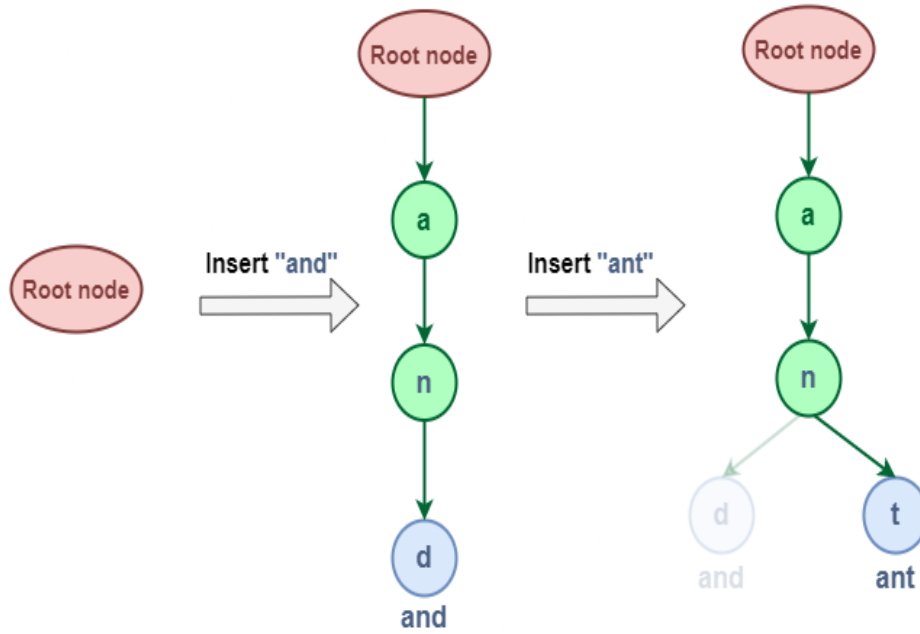 Root node
Insert "and"
Root node
a
n
d
and
Insert "ant"
Root node
a
n
d
and
t
ant